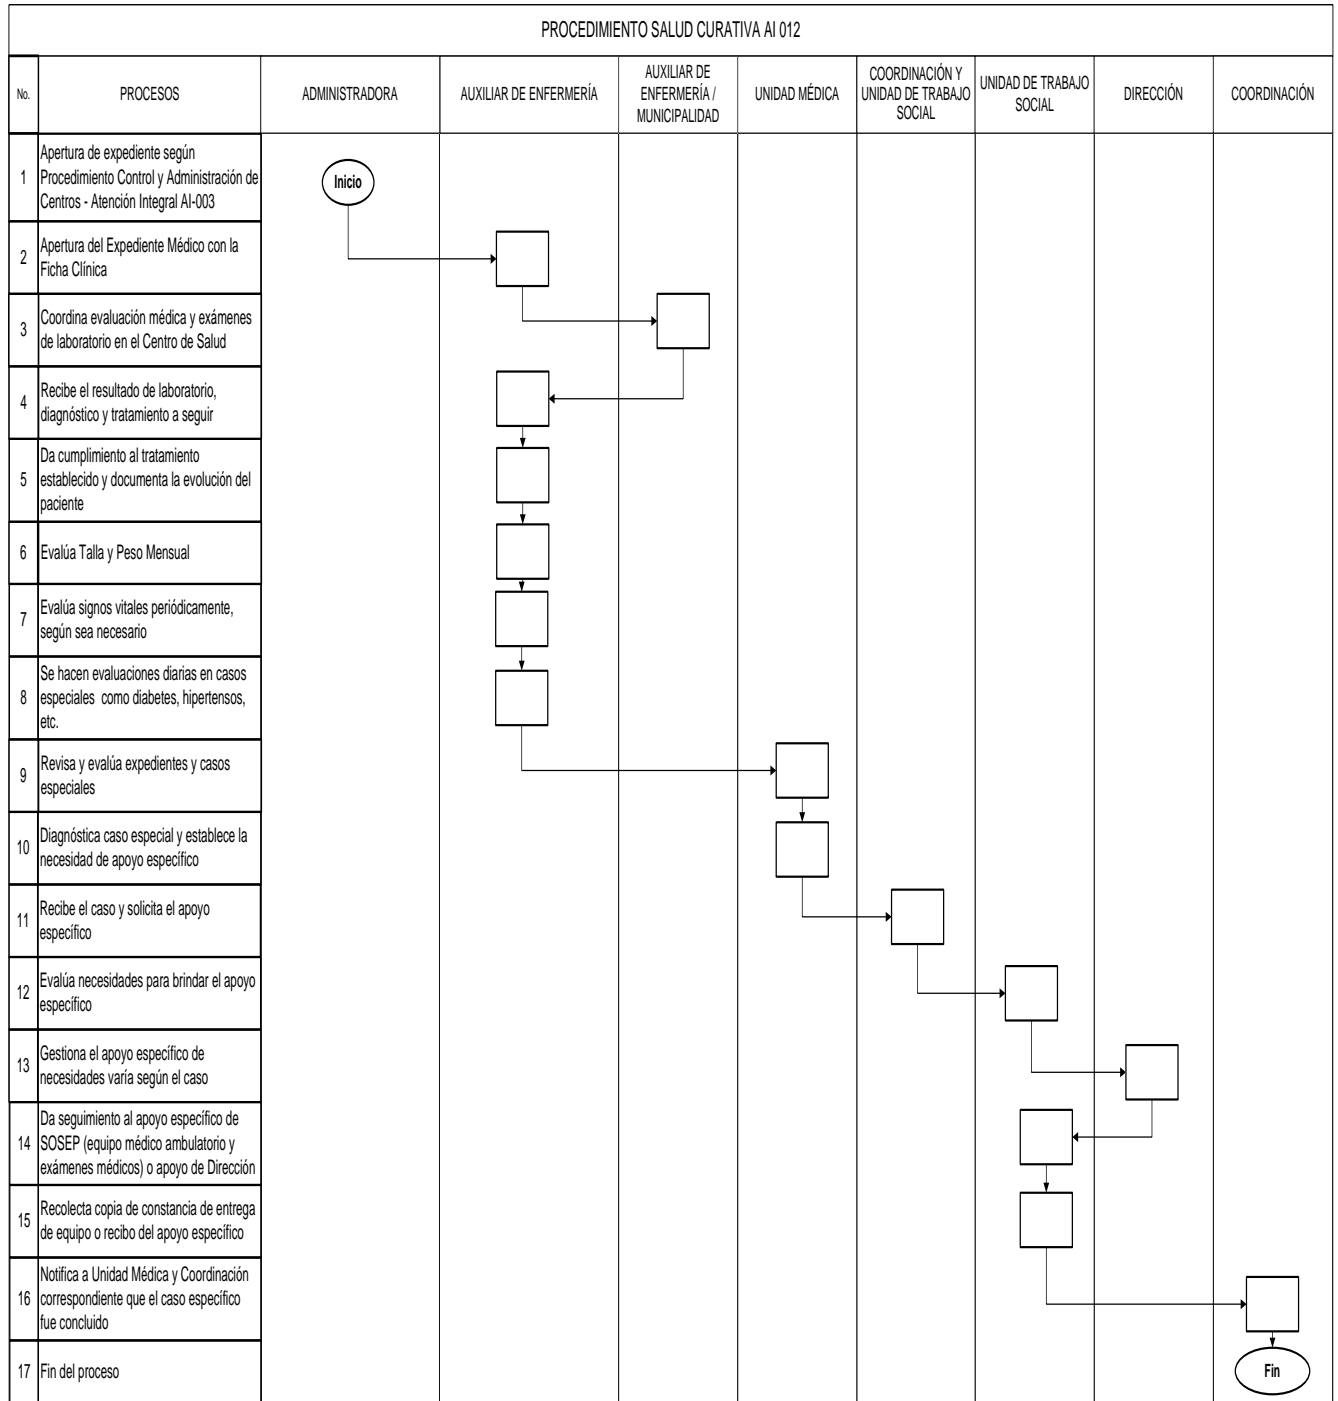 PROCEDIMIENTO SALUD CURATIVA AI 012
No.
PROCESOS
ADMINISTRADORA
AUXILIAR DE ENFERMERÍA
AUXILIAR DE
ENFERMERÍA /
MUNICIPALIDAD
UNIDAD MÉDICA
COORDINACIÓN Y
UNIDAD DE TRABAJO
SOCIAL
UNIDAD DE TRABAJO
SOCIAL
DIRECCIÓN
COORDINACIÓN
1
Apertura de expediente según
Procedimiento Control y Administración de
Centros - Atención Integral AI-003
Inicio
2
Apertura del Expediente Médico con la
Ficha Clínica
3
Coordina evaluación médica y exámenes
de laboratorio en el Centro de Salud
4
Recibe el resultado de laboratorio,
diagnóstico y tratamiento a seguir
5
Da cumplimiento al tratamiento
establecido y documenta la evolución del
paciente
6
Evalúa Talla y Peso Mensual
7
Evalúa signos vitales periódicamente,
según sea necesario
8
Se hacen evaluaciones diarias en casos
especiales como diabetes, hipertensos,
etc.
9
Revisa y evalúa expedientes y casos
especiales
10
Diagnóstica caso especial y establece la
necesidad de apoyo específico
11
Recibe el caso y solicita el apoyo
específico
12
Evalúa necesidades para brindar el apoyo
específico
13
Gestiona el apoyo específico de
necesidades varía según el caso
14
Da seguimiento al apoyo específico de
SOSEP (equipo médico ambulatorio y
exámenes médicos) o apoyo de Dirección
15
Recolecta copia de constancia de entrega
de equipo o recibo del apoyo específico
16
Notifica a Unidad Médica y Coordinación
correspondiente que el caso específico
fue concluido
17
Fin del proceso
Fin